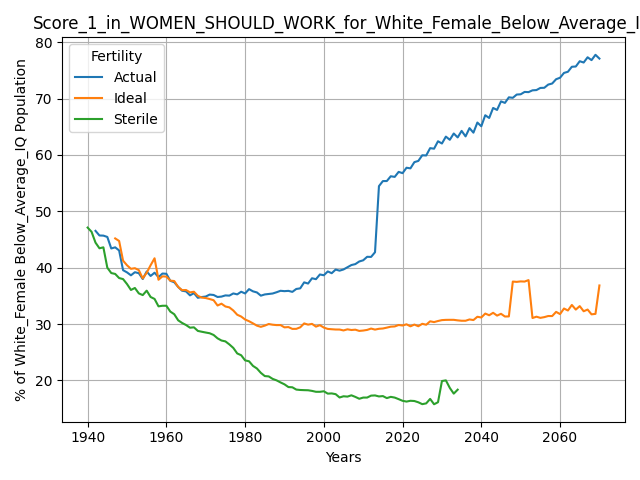 Score_1_in_WOMEN_SHOULD_WORK_for_White_Female_Below_Average_I
Fertility
Actual
Ideal
Sterile
% of White_Female Below_Average_IQ Population
80
70
60
50
40
30
20
1940
1960
1980
2000
2020
2040
2060
Years